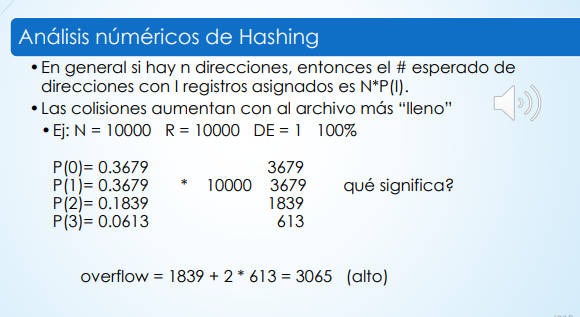 Análisis númericos de Hashing
• En general si hay n direcciones, entonces el # esperado de
direcciones con I registros asignados es N*P(I).
• Las colisiones aumentan con al archivo más “lleno”
• Ej: N = 10000 R = 10000 DE = 1 100%
P(0)= 0.3679 3679
P(1)= 0.3679 * 10000 3679 qué significa?
P(2)= 0.1839 1839
P(3)= 0.0613 613
overflow = 1839 + 2 * 613 = 3065 (alto)